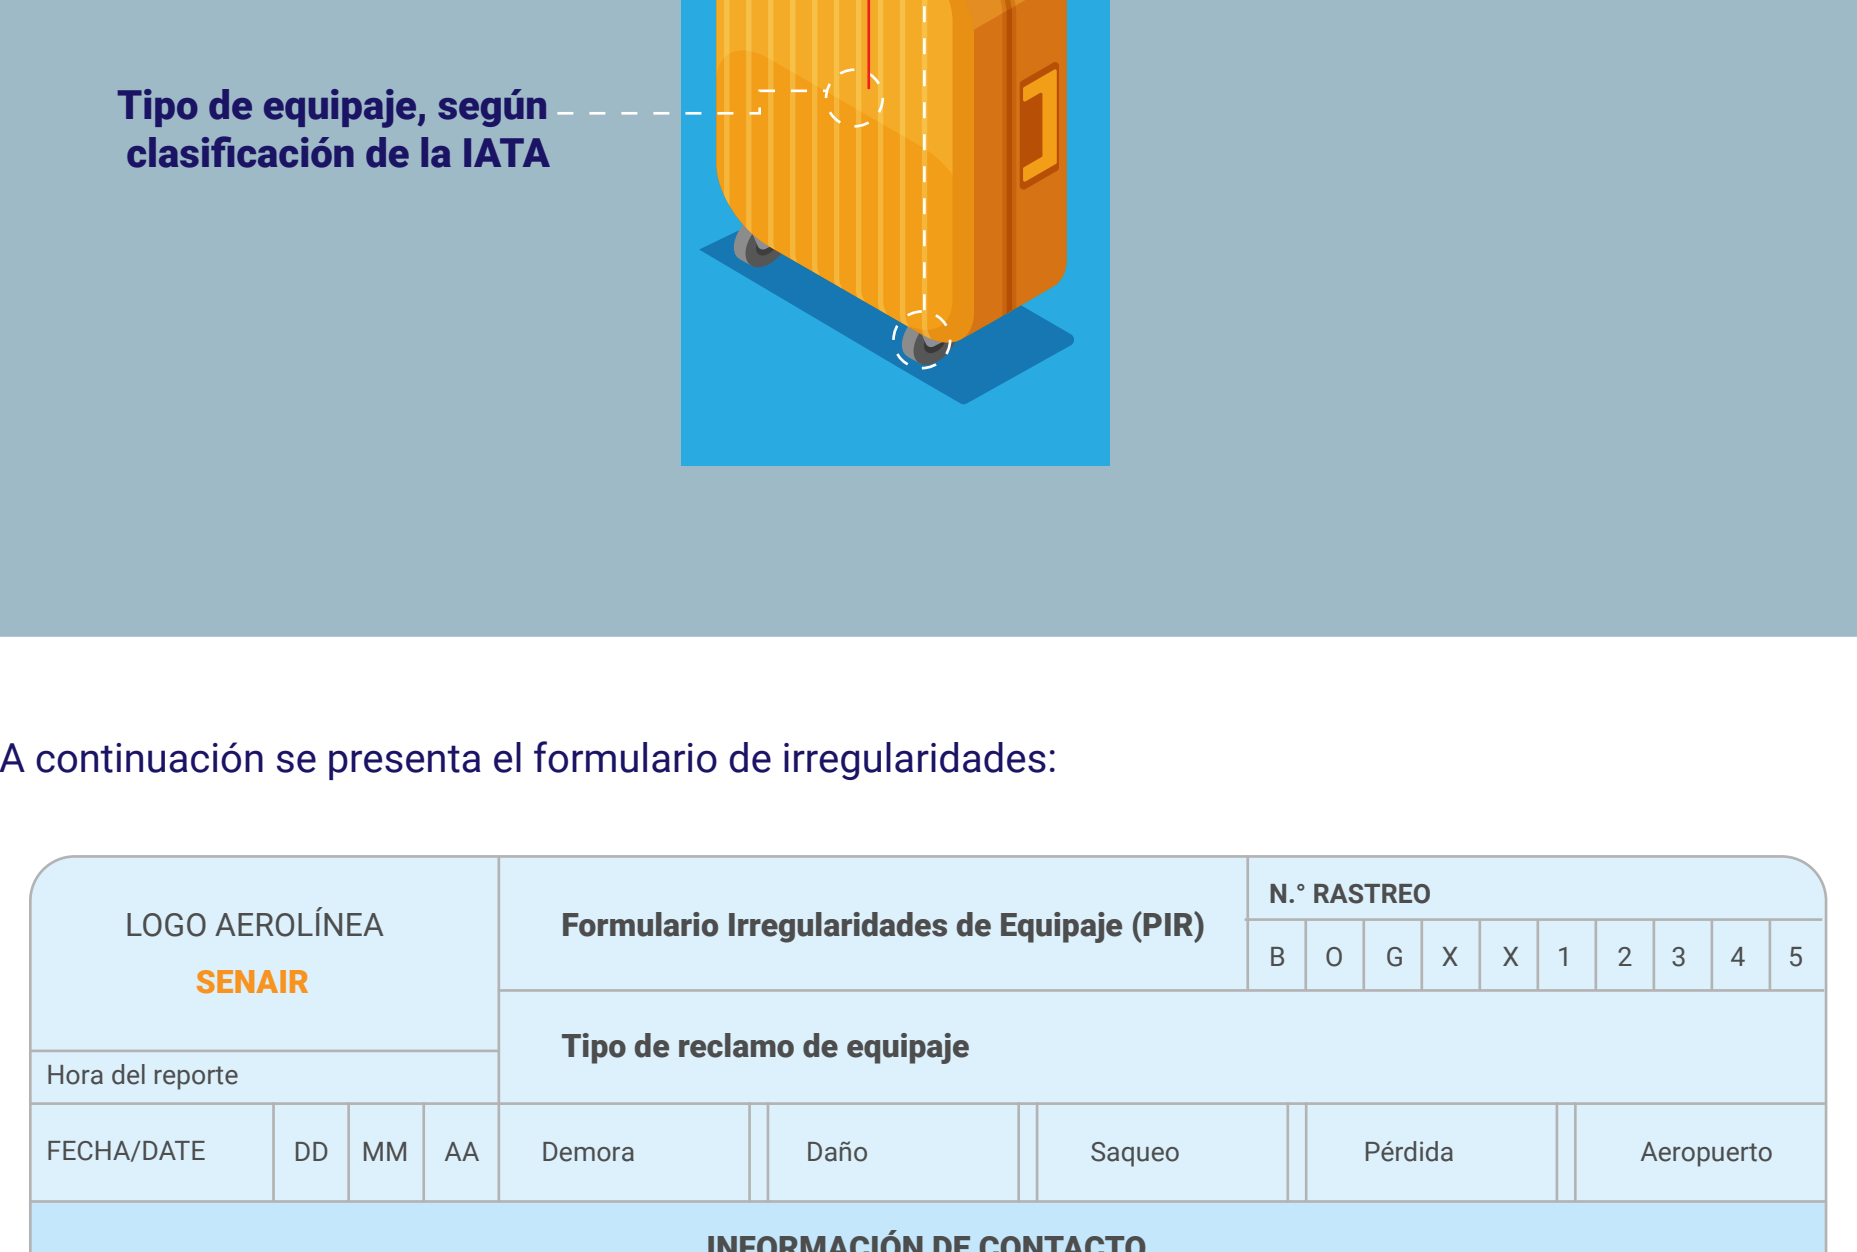 Tipo de equipaje, según
clasificación de la IATA
A continuación se presenta el formulario de irregularidades:
LOGO AEROLÍNEA
SENAIR
Formulario Irregularidades de Equipaje (PIR)
N.° RASTREO
B O G X X 1 2 3 4 5
Tipo de reclamo de equipaje
Hora del reporte
FECHA/DATE DD MM AA Demora Daño Saqueo Pérdida Aeropuerto
INFORMACIÓN DE CONTACTO